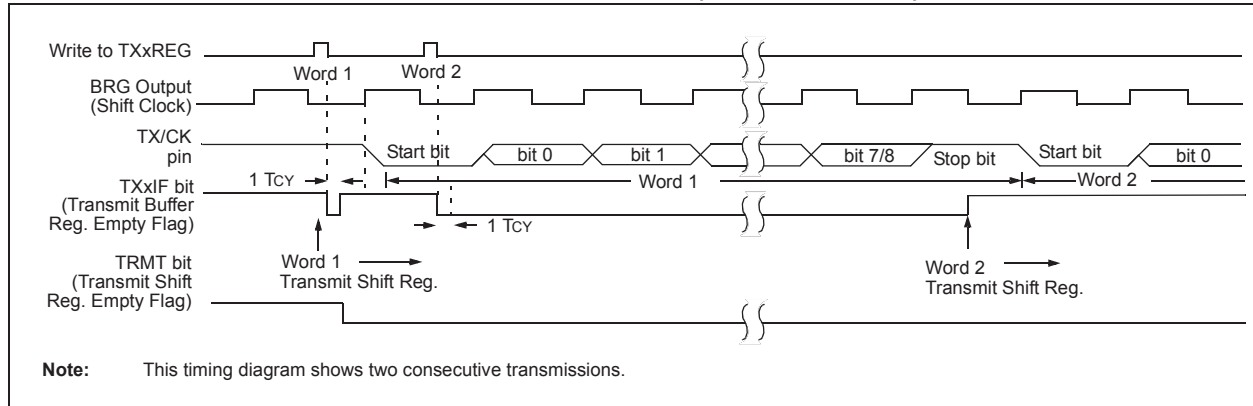 Write to TXxREG
Word 1 Word 2
BRG Output
(Shift Clock)
TX/CK
pin
Start bit bit 0 bit 1 bit 7/8 Stop bit Start bit bit 0
1 TCY Word 1 Word 2
TXxIF bit
(Transmit Buffer
Reg. Empty Flag)
1 TCY
Word 1
Transmit Shift Reg.
Word 2
Transmit Shift Reg.
TRMT bit
(Transmit Shift
Reg. Empty Flag)
Note: This timing diagram shows two consecutive transmissions.